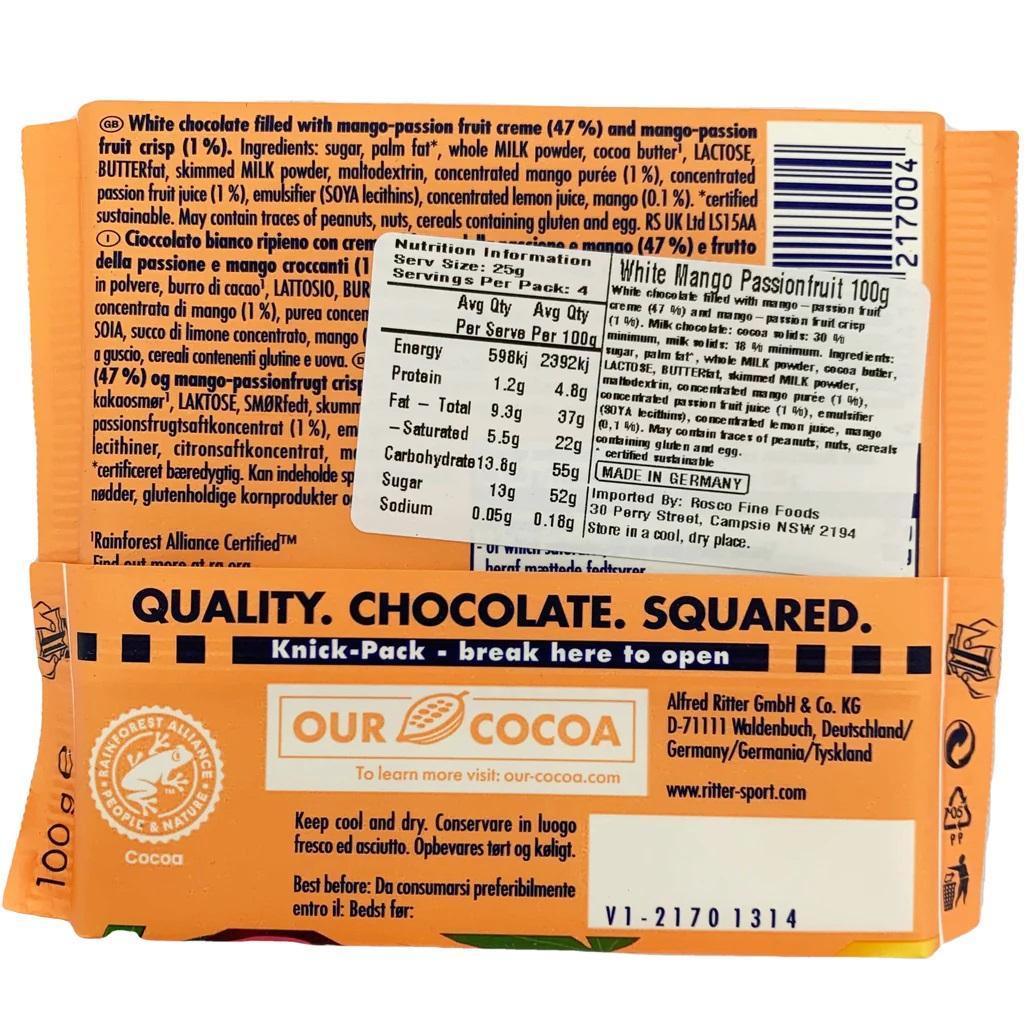 GB White chocolate filled with mango-passion fruit creme (47 %) and mango-passion
fruit crisp (1 %). Ingredients: sugar, palm fat*, whole MILK powder, cocoa butter¹, LACTOSE,
BUTTERfat, skimmed MILK powder, maltodextrin, concentrated mango purée (1 %), concentrated
passion fruit juice (1 %), emulsifier (SOYA lecithins), concentrated lemon juice, mango (0.1 %). *certified
sustainable. May contain traces of peanuts, nuts, cereals containing gluten and egg. RS UK Ltd LS15AA
I Cioccolato bianco ripieno con crem
e mango (47 %) e frutto
della passione e mango croccanti (1
in polvere, burro di cacao¹, LATTOSIO, BUR
concentrata di mango (1 %), purea concen
SOIA, succo di limone concentrato, mango
a guscio, cereali contenenti glutine e uova.
(47 %) og mango-passionfrugt crisp
kakaosmør¹, LAKTOSE, SMØRfedt, skumm
passionsfrugtsaftkoncentrat (1 %), em
lecithiner, citronsaftkoncentrat, m
*certificeret bæredygtig. Kan indeholde sp
nødder, glutenholdige kornprodukter o
¹Rainforest Alliance Certified™
Find out more at ra.org
217004
Nutrition Information
Serv Size: 25g
Servings Per Pack: 4
Avg Qty Avg Qty
Per Serve Per 100g
Energy 598kj 2392kj
Protein 1.2g 4.8g
Fat - Total 9.3g 37g
- Saturated 5.5g 22g
Carbohydrate 13.8g 55g
Sugar 13g 52g
Sodium 0.05g 0.18g
White Mango Passionfruit 100g
White chocolate filled with mango - passion fruit
creme (47 %) and mango - passion fruit crisp
(1 %). Milk chocolate: cocoa solids: 30 %
minimum, milk solids: 18 % minimum. Ingredients:
sugar, palm fat*, whole MILK powder, cocoa butter,
LACTOSE, BUTTERfat, skimmed MILK powder,
maltodextrin, concentrated mango purée (1 %),
concentrated passion fruit juice (1 %), emulsifier
(SOYA lecithins), concentrated lemon juice, mango
(0,1 %). May contain traces of peanuts, nuts, cereals
containing gluten and egg.
* certified sustainable
MADE IN GERMANY
Imported By: Rosco Fine Foods
30 Perry Street, Campsie NSW 2194
Store in a cool, dry place.
- of which
heraf mættede fedtsyrer
QUALITY. CHOCOLATE. SQUARED.
Knick-Pack - break here to open
RAINFOREST ALLIANCE
PEOPLE & NATURE
TM
Cocoa
OUR COCOA
To learn more visit: our-cocoa.com
Alfred Ritter GmbH & Co. KG
D-71111 Waldenbuch, Deutschland/
Germany/Germania/Tyskland
www.ritter-sport.com
Keep cool and dry. Conservare in luogo
fresco ed asciutto. Opbevares tørt og køligt.
Best before: Da consumarsi preferibilmente
entro il: Bedst før:
V1-2170 1314
100 g e
05
PP